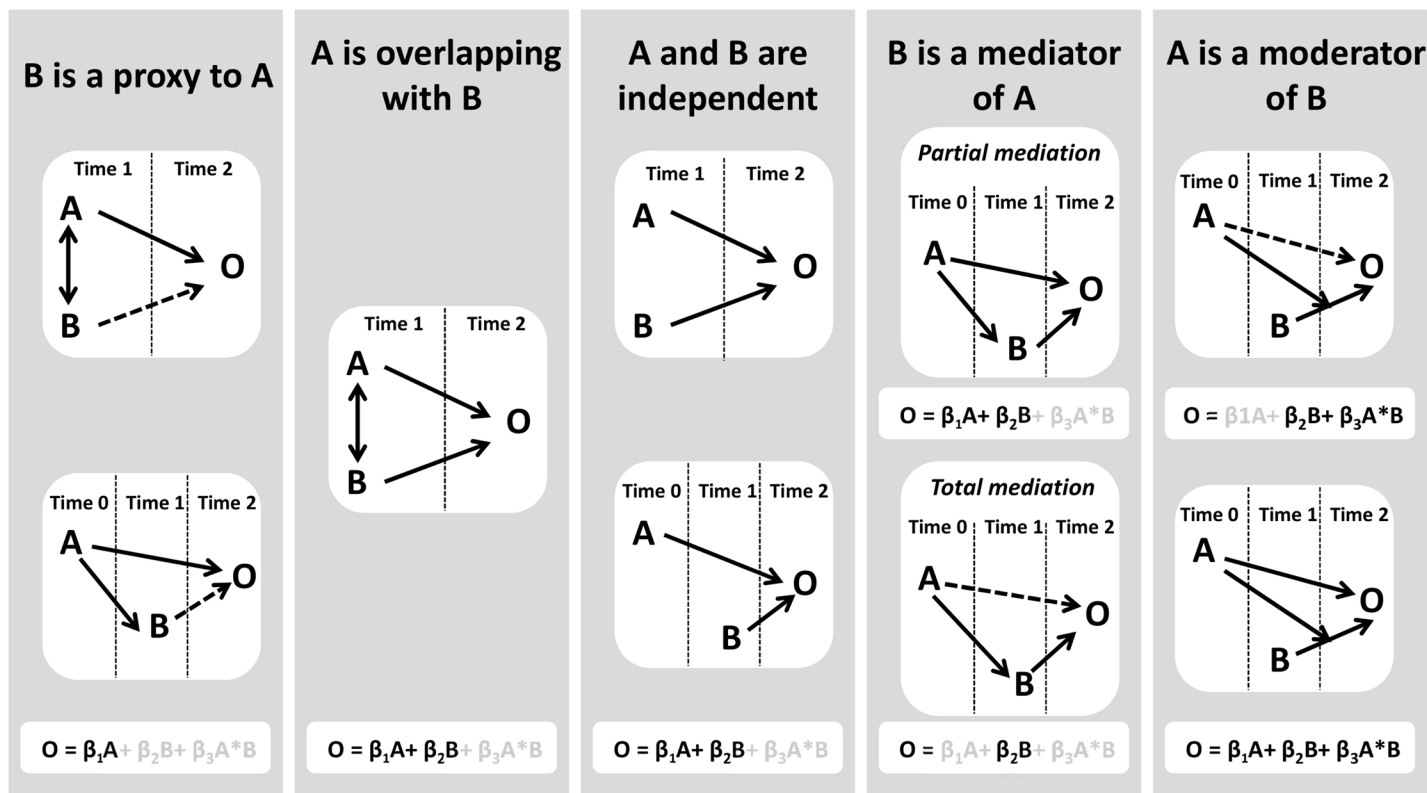 B is a proxy to A
Time 1 Time 2
A
O
B
Time 0 Time 1 Time 2
A
O
B
O = β₁A+ β₂B+ β₃A*B
A is overlapping
with B
Time 1 Time 2
A
O
B
O = β₁A+ β₂B+ β₃A*B
A and B are
independent
Time 1 Time 2
A
O
B
Time 0 Time 1 Time 2
A
O
B
O = β₁A+ β₂B+ β₃A*B
B is a mediator
of A
Partial mediation
Time 0 Time 1 Time 2
A
O
B
O = β₁A+ β₂B+ β₃A*B
Total mediation
Time 0 Time 1 Time 2
A
O
B
O = β₁A+ β₂B+ β₃A*B
A is a moderator
of B
Time 0 Time 1 Time 2
A
O
B
O = β1A+ β₂B+ β₃A*B
Time 0 Time 1 Time 2
A
O
B
O = β₁A+ β₂B+ β₃A*B